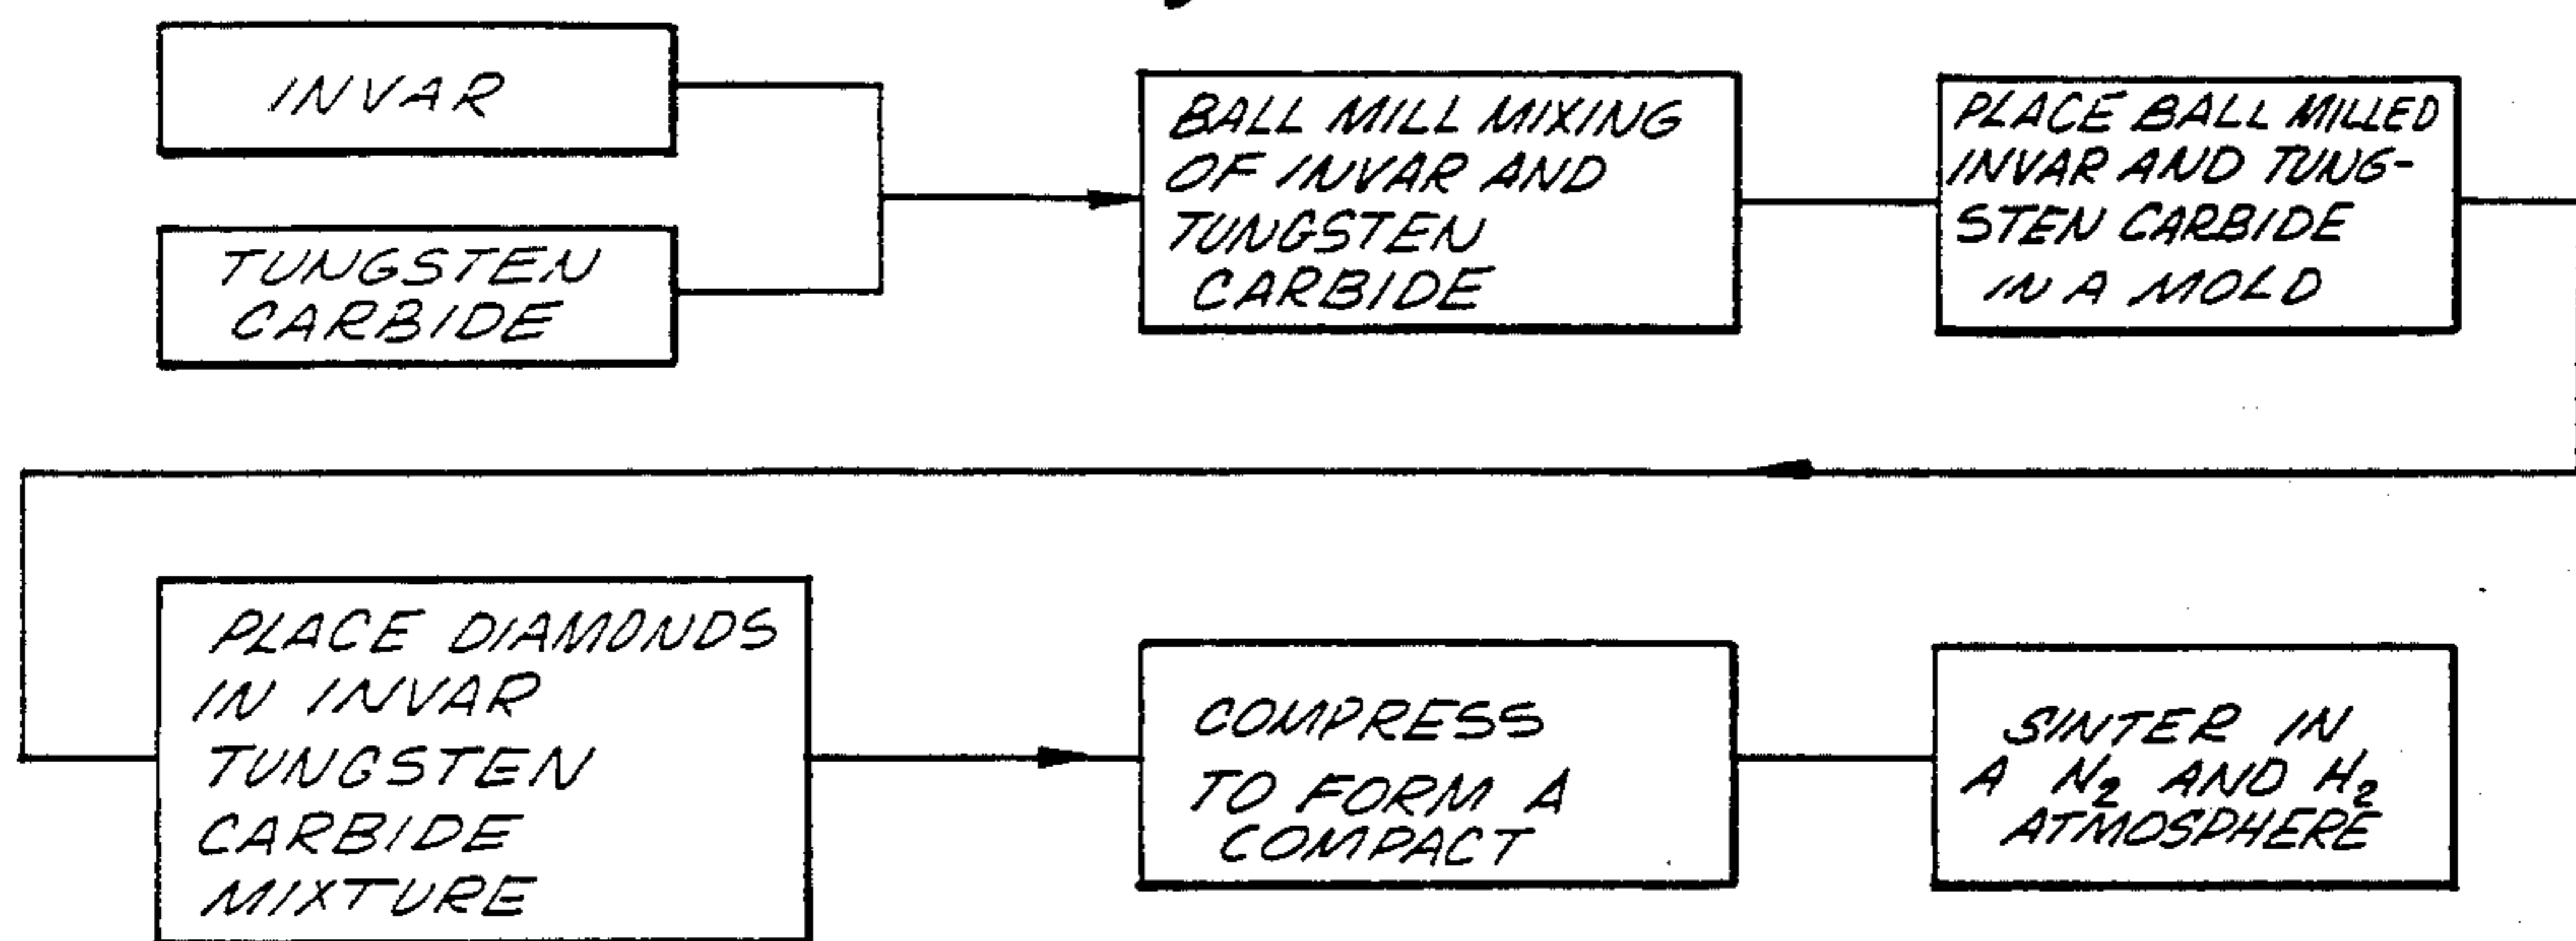 INVAR
TUNGSTEN
CARBIDE
BALL MILL MIXING
OF INVAR AND
TUNGSTEN
CARBIDE
PLACE BALL MILLED
INVAR AND TUNG-
STEN CARBIDE
IN A MOLD
PLACE DIAMONDS
IN INVAR
TUNGSTEN
CARBIDE
MIXTURE
COMPRESS
TO FORM A
COMPACT
SINTER IN
A N₂ AND H₂
ATMOSPHERE